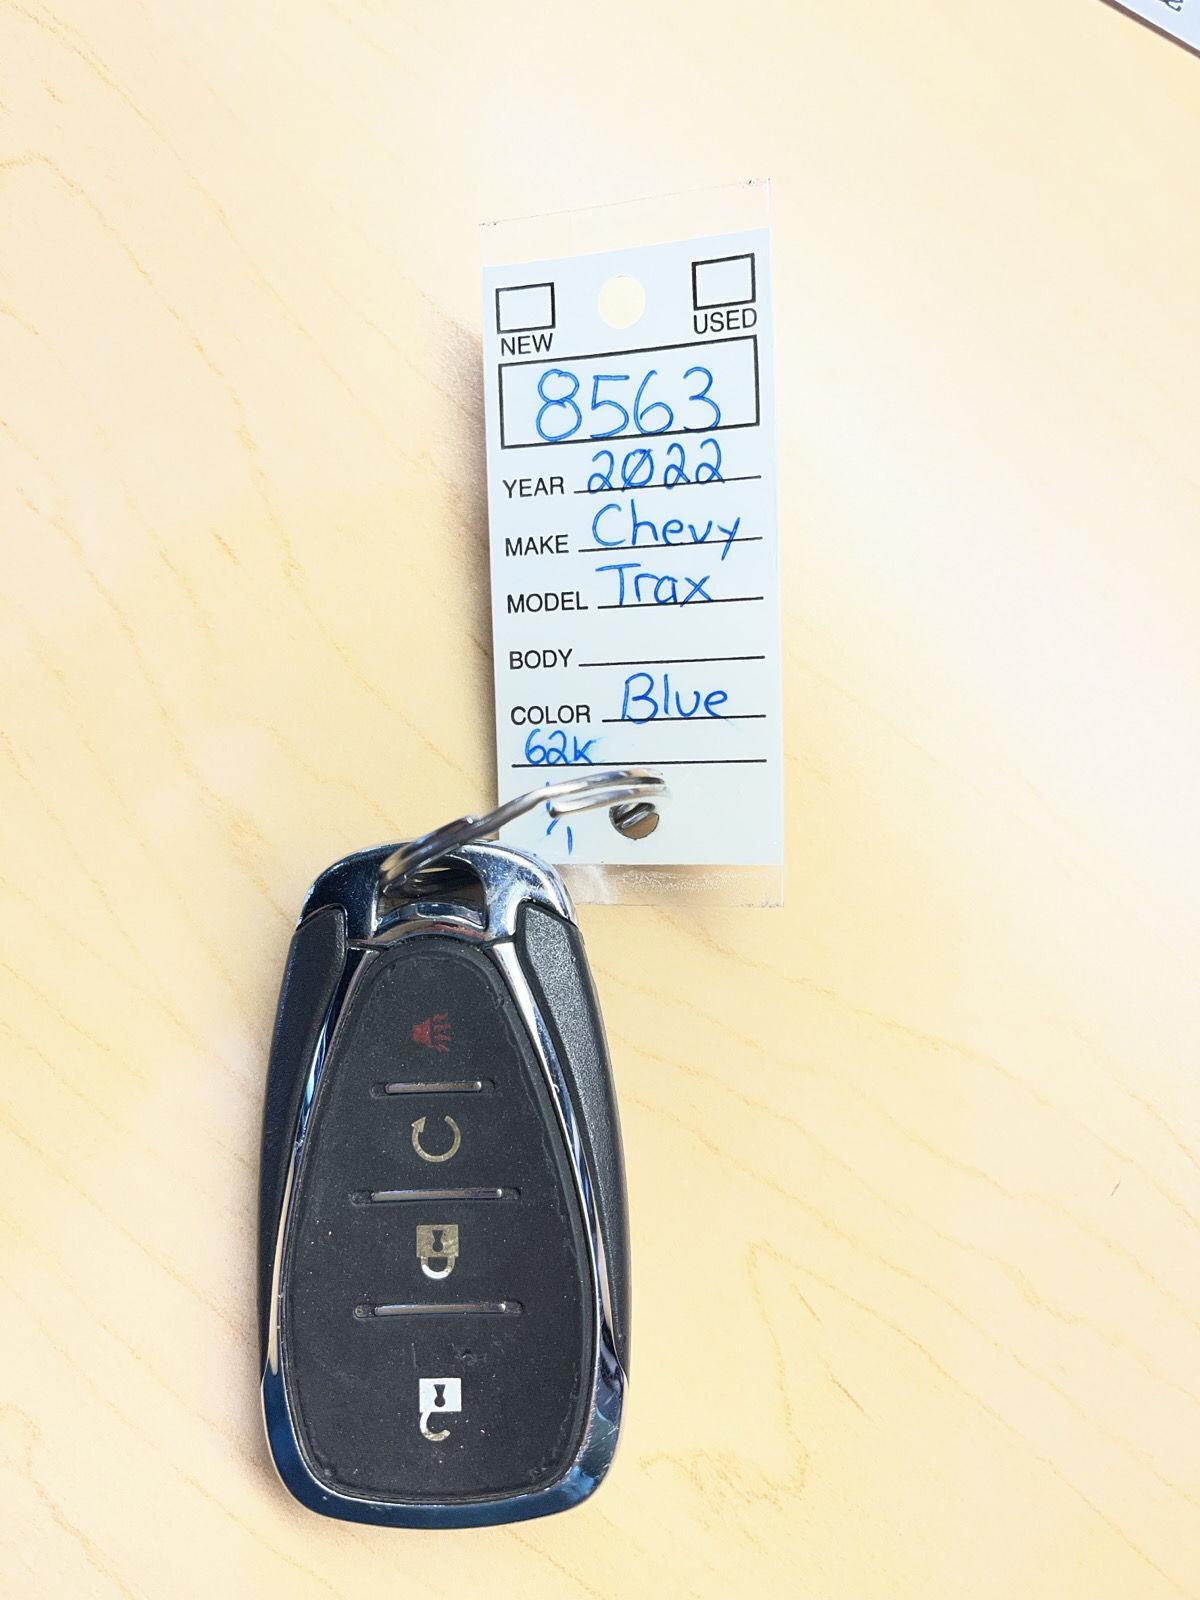 NEW USED
8563
YEAR 2022
MAKE Chevy
MODEL Trax
BODY
COLOR Blue
62k